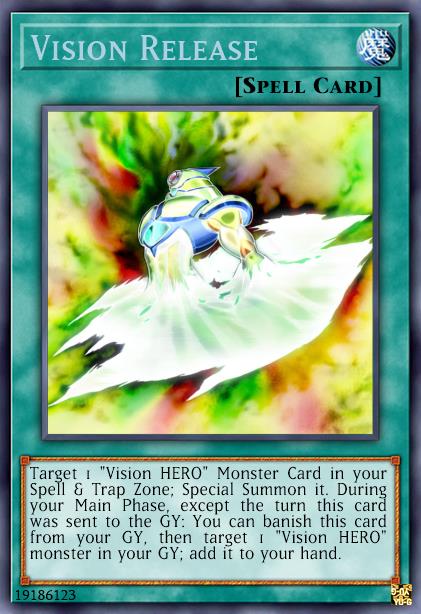 Vision Release
魔
[Spell Card]
Target 1 "Vision HERO" Monster Card in your
Spell & Trap Zone; Special Summon it. During
your Main Phase, except the turn this card
was sent to the GY: You can banish this card
from your GY, then target 1 "Vision HERO"
monster in your GY; add it to your hand.
19186123